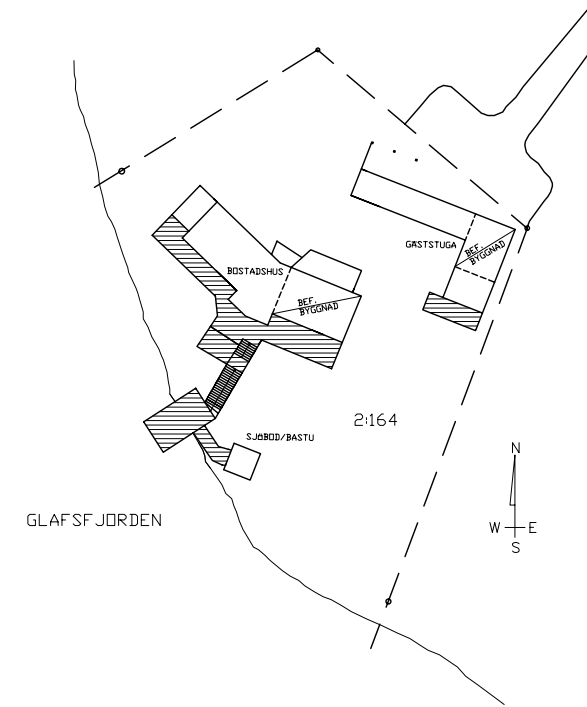 GÄSTSTUGA
BEF.
BYGGNAD
BOSTADSHUS
BEF.
BYGGNAD
2:164
SJÖBOD/BASTU
GLAFSFJORDEN
N
W E
S